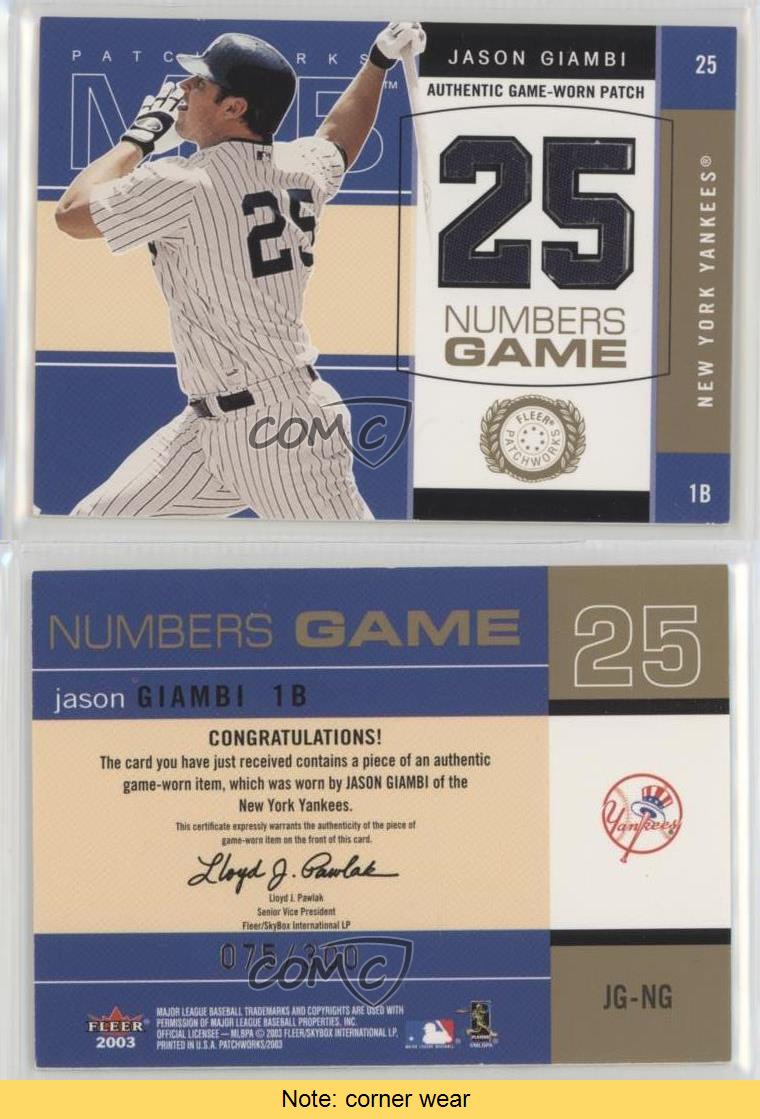 PATCHWORKS
MLB™
JASON GIAMBI
AUTHENTIC GAME-WORN PATCH
25
NUMBERS
GAME
FLEER®
PATCHWORKS
25
NEW YORK YANKEES®
1B
25
COMC
NUMBERS GAME
25
jason GIAMBI 1B
CONGRATULATIONS!
The card you have just received contains a piece of an authentic
game-worn item, which was worn by JASON GIAMBI of the
New York Yankees.
This certificate expressly warrants the authenticity of the piece of
game-worn item on the front of this card.
Lloyd J. Pawlak
Lloyd J. Pawlak
Senior Vice President
Fleer/SkyBox International LP
075/300
COMC
Yankees
JG-NG
FLEER
2003
MAJOR LEAGUE BASEBALL TRADEMARKS AND COPYRIGHTS ARE USED WITH
PERMISSION OF MAJOR LEAGUE BASEBALL PROPERTIES, INC.
OFFICIAL LICENSEE — MLBPA © 2003 FLEER/SKYBOX INTERNATIONAL LP.
PRINTED IN U.S.A. PATCHWORKS/2003
Note: corner wear